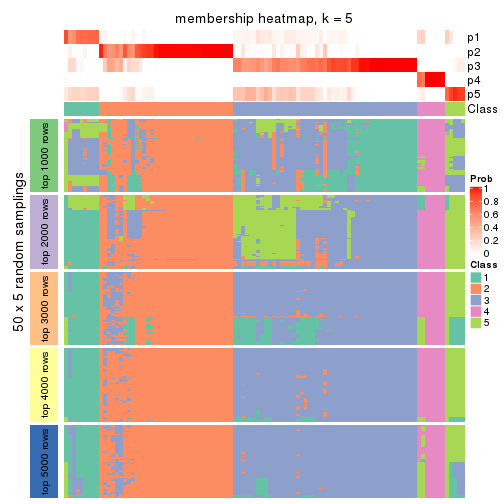 membership heatmap, k = 5
p1
p2
p3
p4
p5
Class
50 x 5 random samplings
top 1000 rows
top 2000 rows
top 3000 rows
top 4000 rows
top 5000 rows
Prob
1
0.8
0.6
0.4
0.2
0
Class
1
2
3
4
5